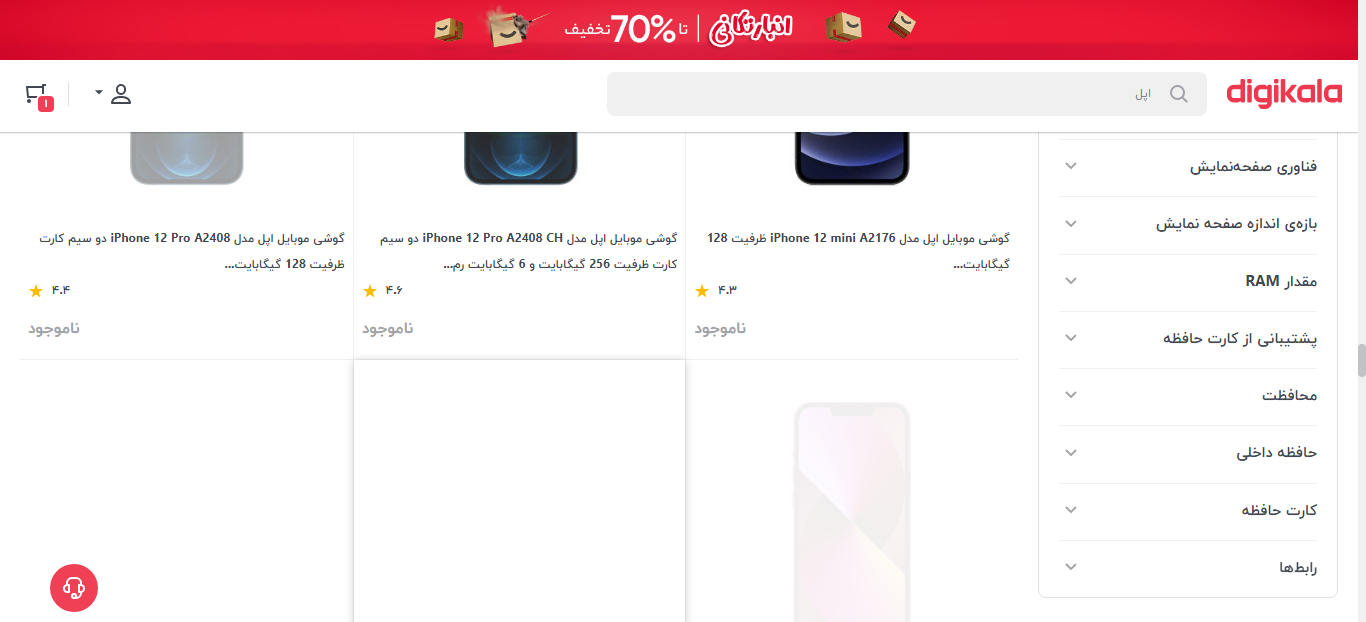 انبارتکانی | تا 70% تخفیف
digikala
اپل
۱
فناوری صفحه‌نمایش
بازه‌ی اندازه صفحه نمایش
مقدار RAM
پشتیبانی از کارت حافظه
محافظت
حافظه داخلی
کارت حافظه
رابط‌ها
گوشی موبایل اپل مدل iPhone 12 mini A2176 ظرفیت 128
گیگابایت...
۴.۳
ناموجود
گوشی موبایل اپل مدل iPhone 12 Pro A2408 CH دو سیم
کارت ظرفیت 256 گیگابایت و 6 گیگابایت رم...
۴.۶
ناموجود
گوشی موبایل اپل مدل iPhone 12 Pro A2408 دو سیم کارت
ظرفیت 128 گیگابایت...
۴.۴
ناموجود